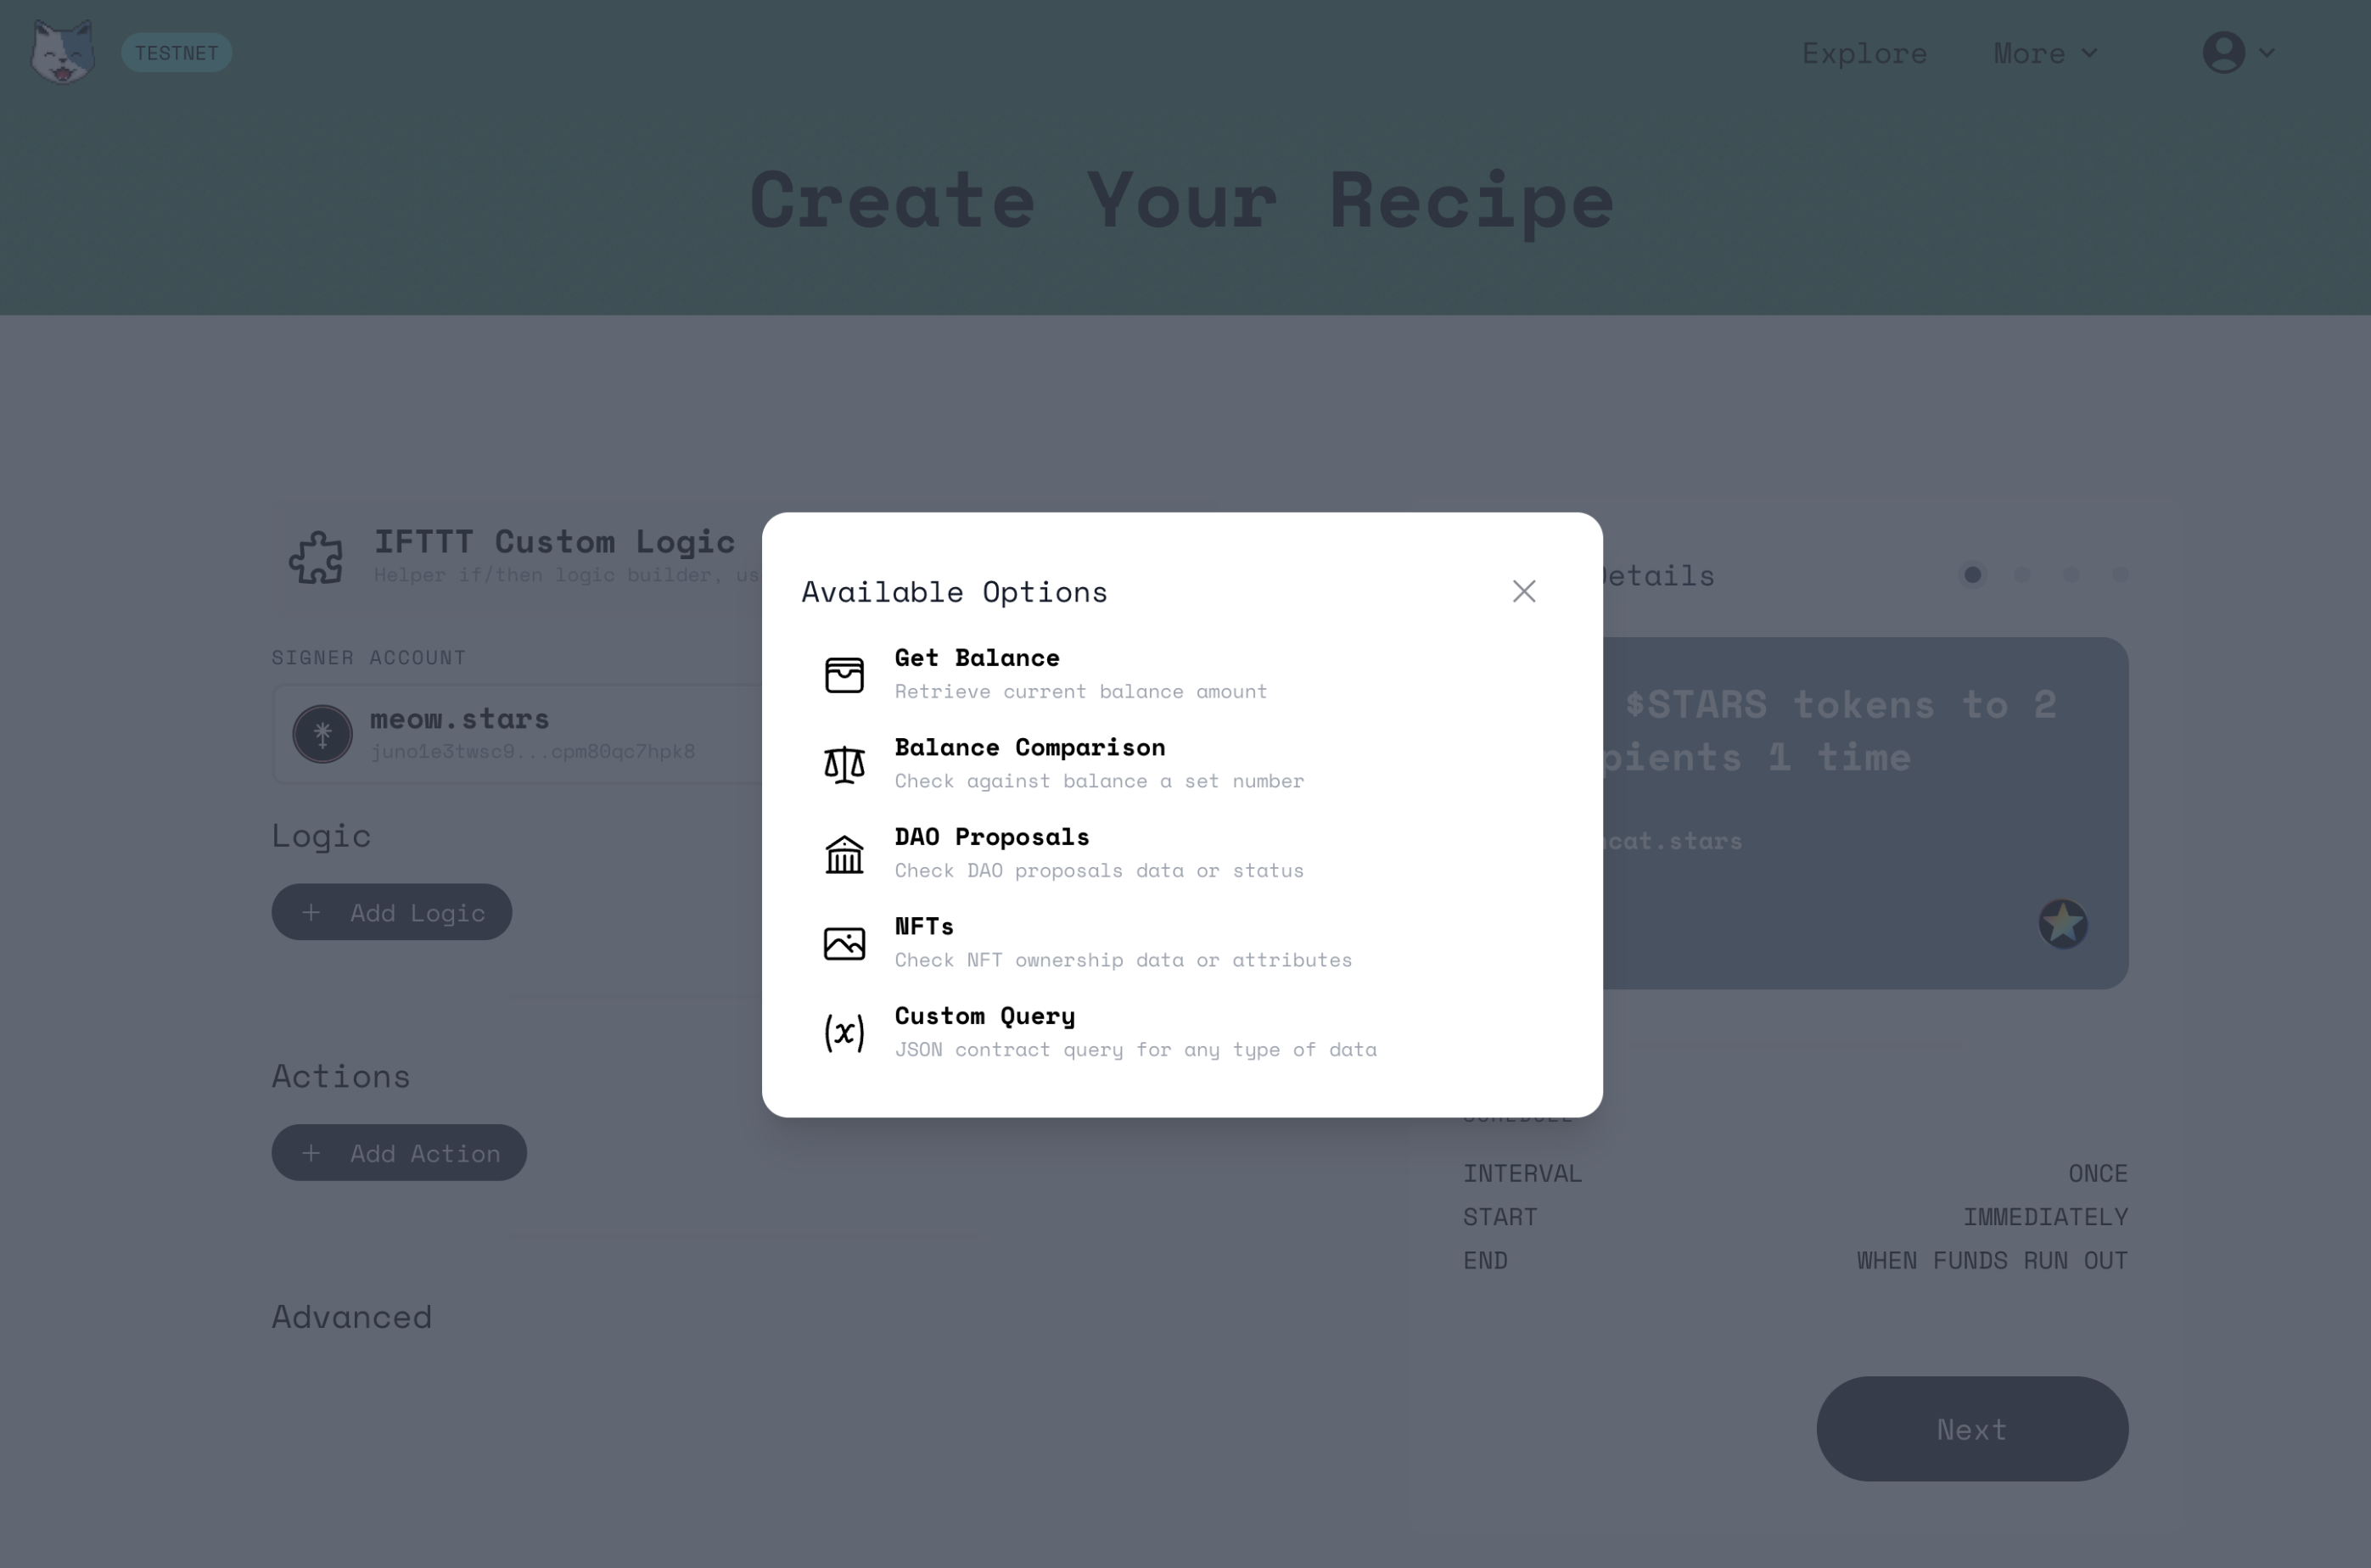 TESTNET
Explore
More
Create Your Recipe
IFTTT Custom Logic
Helper if/then logic builder, us
SIGNER ACCOUNT
meow.stars
juno1e3twsc9...cpm80qc7hpk8
Logic
+ Add Logic
Actions
+ Add Action
Advanced
Available Options
Get Balance
Retrieve current balance amount
Balance Comparison
Check against balance a set number
DAO Proposals
Check DAO proposals data or status
NFTs
Check NFT ownership data or attributes
Custom Query
JSON contract query for any type of data
(x)
Details
$STARS tokens to 2
pients 1 time
cat.stars
SCHEDULE
INTERVAL ONCE
START IMMEDIATELY
END WHEN FUNDS RUN OUT
Next